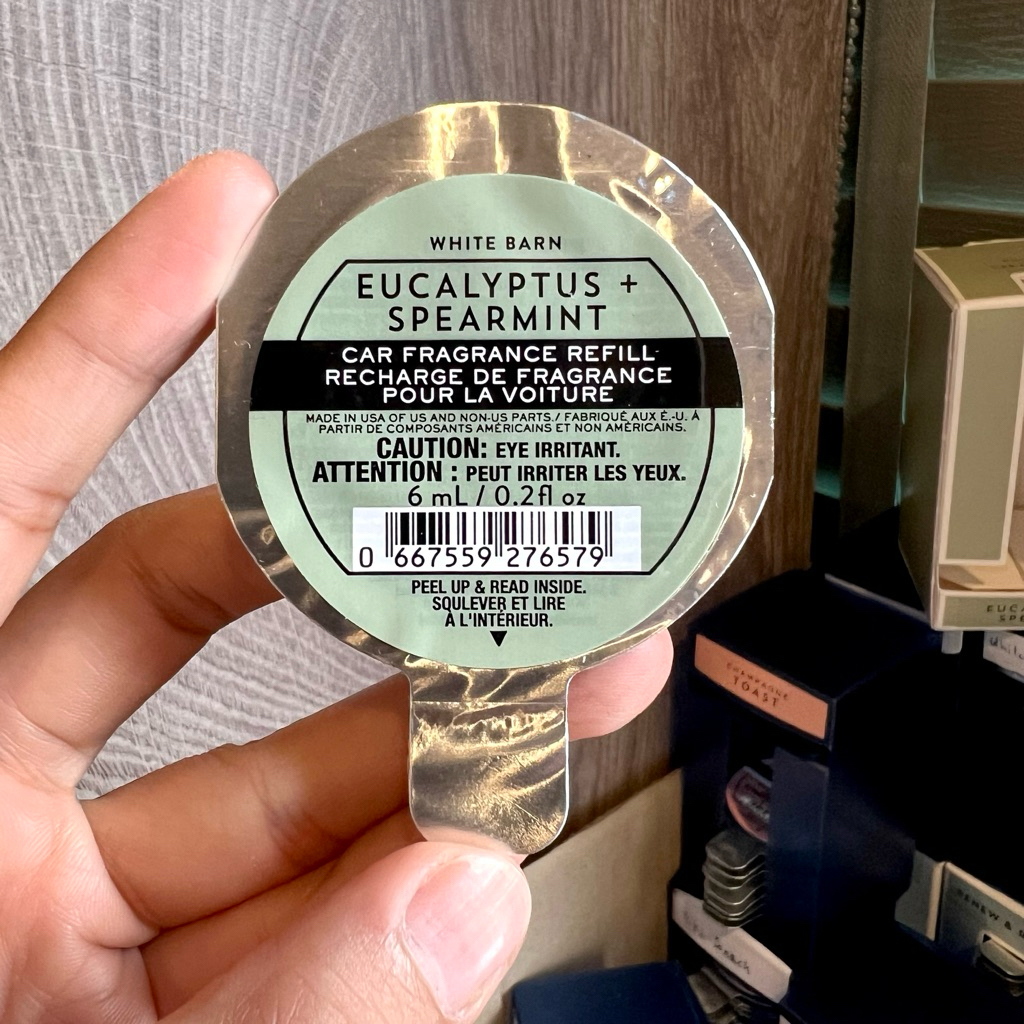 WHITE BARN
EUCALYPTUS +
SPEARMINT
CAR FRAGRANCE REFILL
RECHARGE DE FRAGRANCE
POUR LA VOITURE
MADE IN USA OF US AND NON-US PARTS./ FABRIQUÉ AUX É.-U. À
PARTIR DE COMPOSANTS AMÉRICAINS ET NON AMÉRICAINS.
CAUTION: EYE IRRITANT.
ATTENTION : PEUT IRRITER LES YEUX.
6 mL / 0.2fl oz
0 667559 276579
PEEL UP & READ INSIDE.
SQULEVER ET LIRE
À L'INTÉRIEUR.
CHAMPAGNE
TOAST